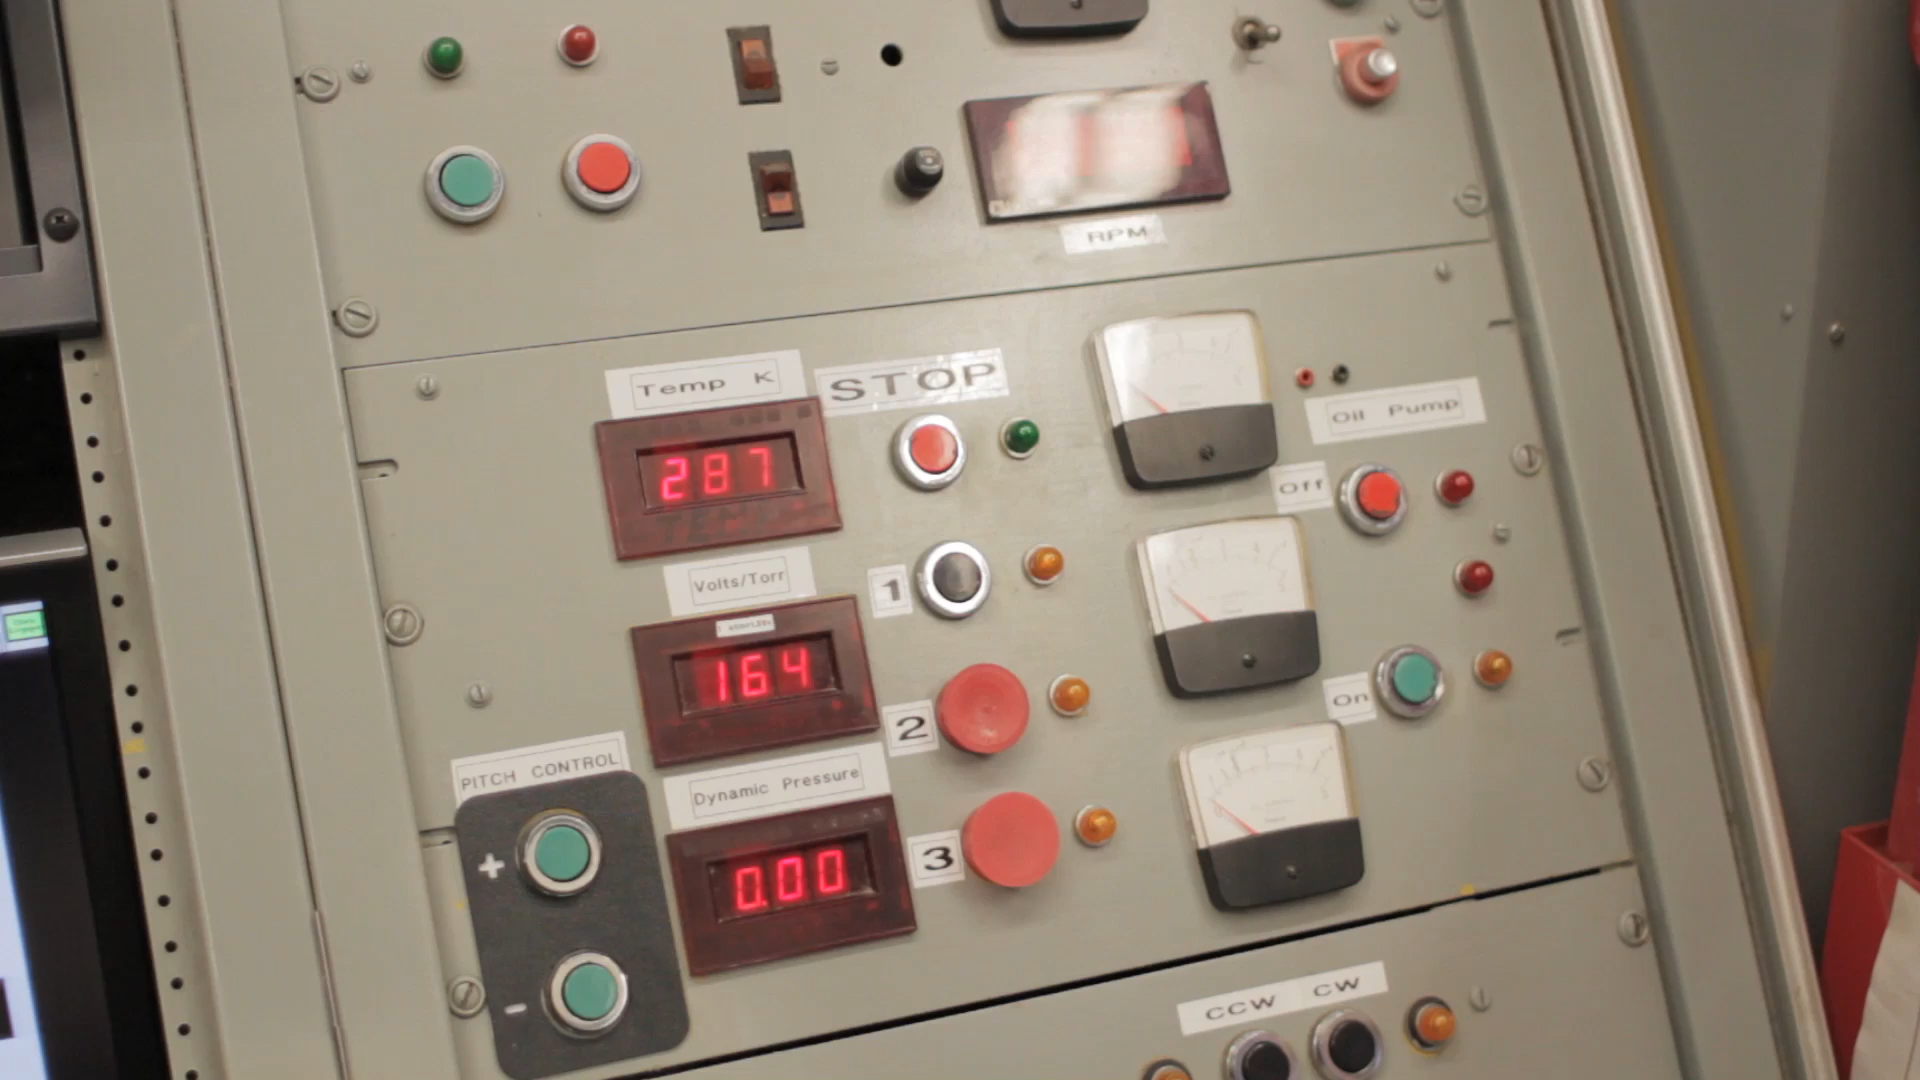 RPM
Temp K
STOP
287
TEMP
Oil Pump
Off
Volts/Torr
1
164
On
2
PITCH CONTROL
Dynamic Pressure
+
3
0.00
-
CCW CW